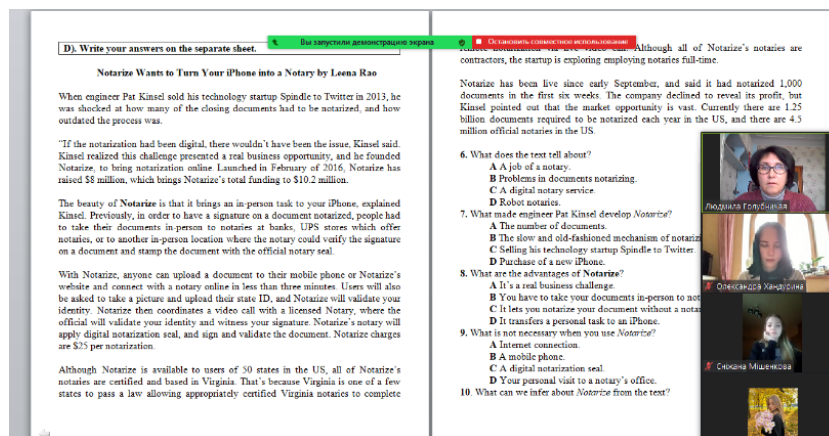 D). Write your answers on the separate sheet.
Вы запустили демонстрацию экрана
Остановить совместное использование
Notarize Wants to Turn Your iPhone into a Notary by Leena Rao
When engineer Pat Kinsel sold his technology startup Spindle to Twitter in 2013, he
was shocked at how many of the closing documents had to be notarized, and how
outdated the process was.
"If the notarization had been digital, there wouldn't have been the issue, Kinsel said.
Kinsel realized this challenge presented a real business opportunity, and he founded
Notarize, to bring notarization online. Launched in February of 2016, Notarize has
raised $8 million, which brings Notarize's total funding to $10.2 million.
The beauty of Notarize is that it brings an in-person task to your iPhone, explained
Kinsel. Previously, in order to have a signature on a document notarized, people had
to take their documents in-person to notaries at banks, UPS stores which offer
notaries, or to another in-person location where the notary could verify the signature
on a document and stamp the document with the official notary seal.
With Notarize, anyone can upload a document to their mobile phone or Notarize's
website and connect with a notary online in less than three minutes. Users will also
be asked to take a picture and upload their state ID, and Notarize will validate your
identity. Notarize then coordinates a video call with a licensed Notary, where the
official will validate your identity and witness your signature. Notarize's notary will
apply digital notarization seal, and sign and validate the document. Notarize charges
are $25 per notarization.
Although Notarize is available to users of 50 states in the US, all of Notarize's
notaries are certified and based in Virginia. That's because Virginia is one of a few
states to pass a law allowing appropriately certified Virginia notaries to complete
Although all of Notarize's notaries are
contractors, the startup is exploring employing notaries full-time.
Notarize has been live since early September, and said it had notarized 1,000
documents in the first six weeks. The company declined to reveal its profit, but
Kinsel pointed out that the market opportunity is vast. Currently there are 1.25
billion documents required to be notarized each year in the US, and there are 4.5
million official notaries in the US.
6. What does the text tell about?
A A job of a notary.
B Problems in documents notarizing.
C A digital notary service.
D Robot notaries.
7. What made engineer Pat Kinsel develop Notarize?
A The number of documents.
B The slow and old-fashioned mechanism of notarizi
C Selling his technology startup Spindle to Twitter.
D Purchase of a new iPhone.
8. What are the advantages of Notarize?
A It's a real business challenge.
B You have to take your documents in-person to not
C It lets you notarize your document without a nota
D It transfers a personal task to an iPhone.
9. What is not necessary when you use Notarize?
A Internet connection.
B A mobile phone.
C A digital notarization seal.
D Your personal visit to a notary's office.
10. What can we infer about Notarize from the text?
Людмила Голубничая
Олександра Хандурина
Сніжана Мішенкова